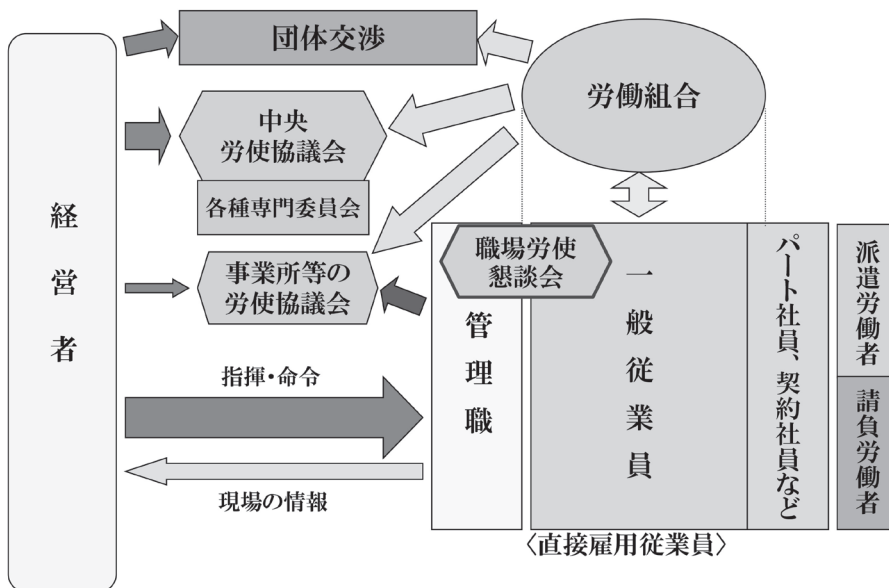 団体交渉
労働組合
中央
労使協議会
各種専門委員会
経営者
事業所等の
労使協議会
職場労使
懇談会
管理職
一般従業員
パート社員、契約社員など
派遣労働者
請負労働者
指揮・命令
現場の情報
〈直接雇用従業員〉